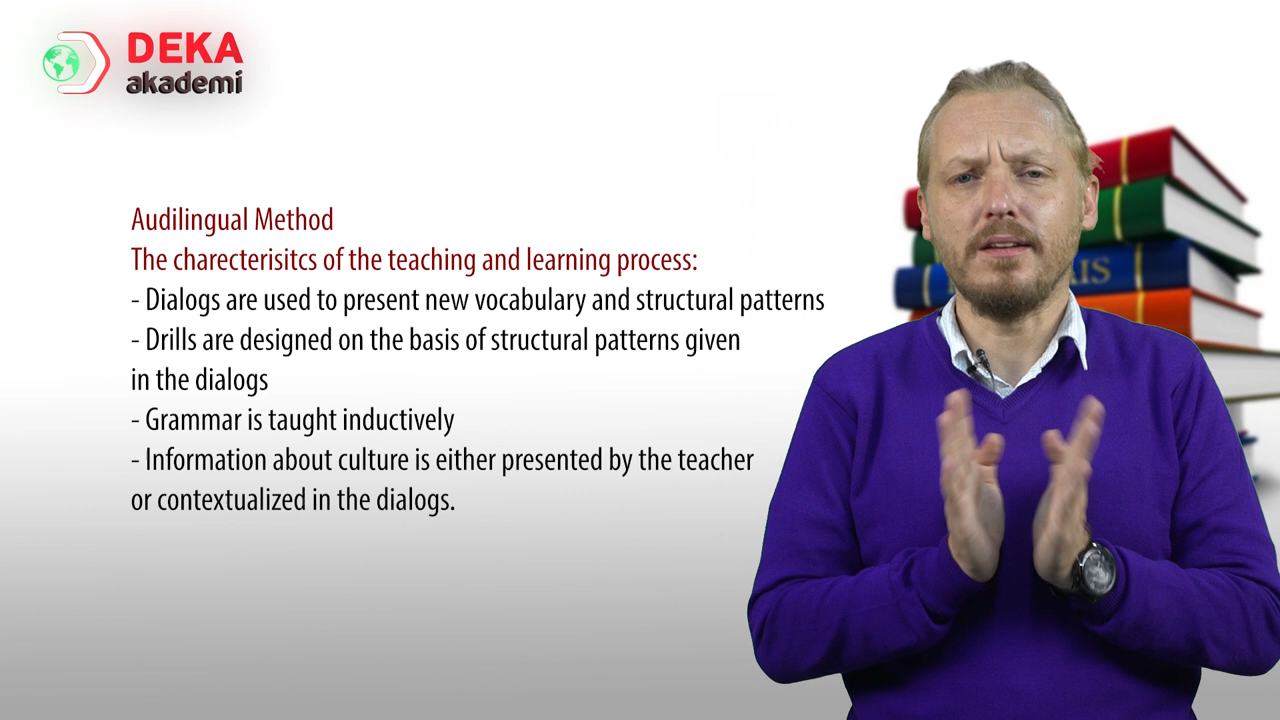 DEKA
akademi
Audilingual Method
The charecterisitcs of the teaching and learning process:
- Dialogs are used to present new vocabulary and structural patterns
- Drills are designed on the basis of structural patterns given
in the dialogs
- Grammar is taught inductively
- Information about culture is either presented by the teacher
or contextualized in the dialogs.